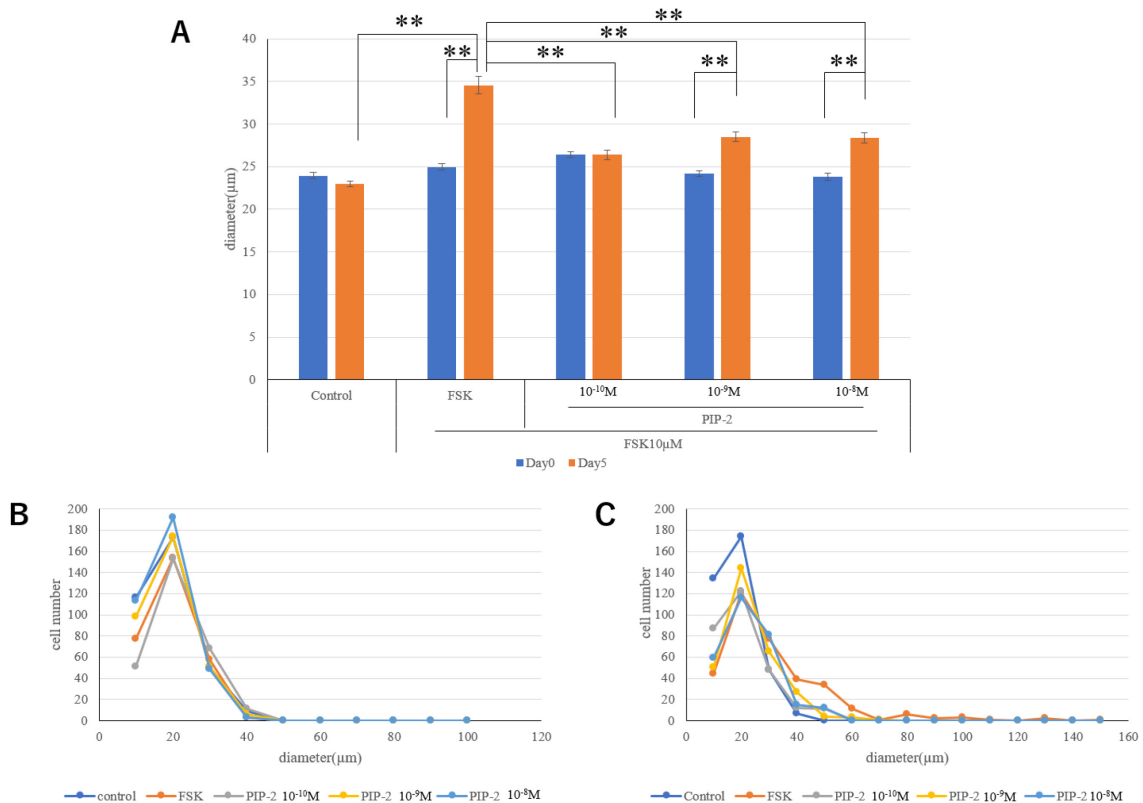 A
**
**
**
**
**
**
**
40
35
30
25
20
15
10
5
0
diameter(μm)
Control
FSK
10⁻¹⁰M
10⁻⁹M
10⁻⁸M
PIP-2
FSK10μM
Day0 Day5
B
200
180
160
140
120
100
80
60
40
20
0
cell number
0 20 40 60 80 100 120
diameter(μm)
control FSK PIP-2 10⁻¹⁰M PIP-2 10⁻⁹M PIP-2 10⁻⁸M
C
200
180
160
140
120
100
80
60
40
20
0
cell number
0 20 40 60 80 100 120 140 160
diameter(μm)
Control FSK PIP-2 10⁻¹⁰M PIP-2 10⁻⁹M PIP-2 10⁻⁸M